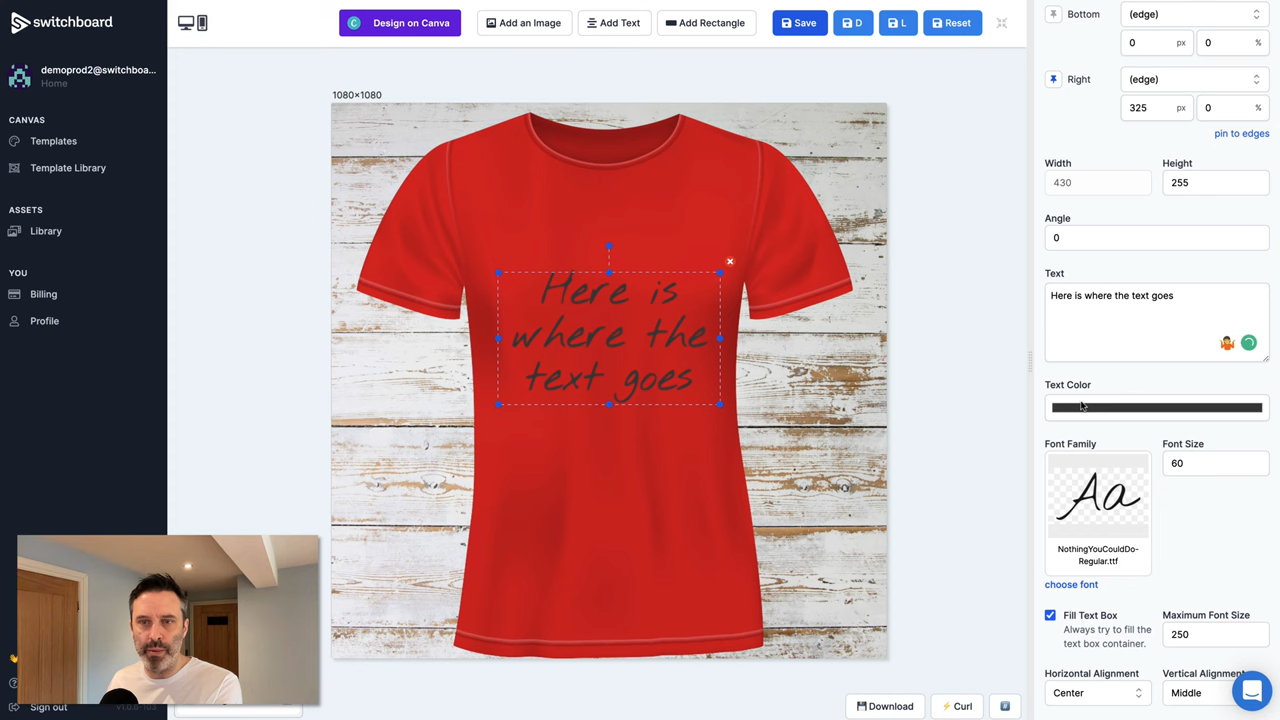 switchboard
demoprod2@switchboa...
Home
CANVAS
Templates
Template Library
ASSETS
Library
YOU
Billing
Profile
Sign out
v1.0.8-103
C Design on Canva
Add an Image
Add Text
Add Rectangle
Save
D
L
Reset
1080×1080
Here is
where the
text goes
Download
Curl
Bottom
(edge)
0 px
0 %
Right
(edge)
325 px
0 %
pin to edges
Width
Height
430
255
Angle
0
Text
Here is where the text goes
Text Color
Font Family
Font Size
60
Aa
NothingYouCouldDo-
Regular.ttf
choose font
Fill Text Box
Always try to fill the
text box container.
Maximum Font Size
250
Horizontal Alignment
Vertical Alignment
Center
Middle